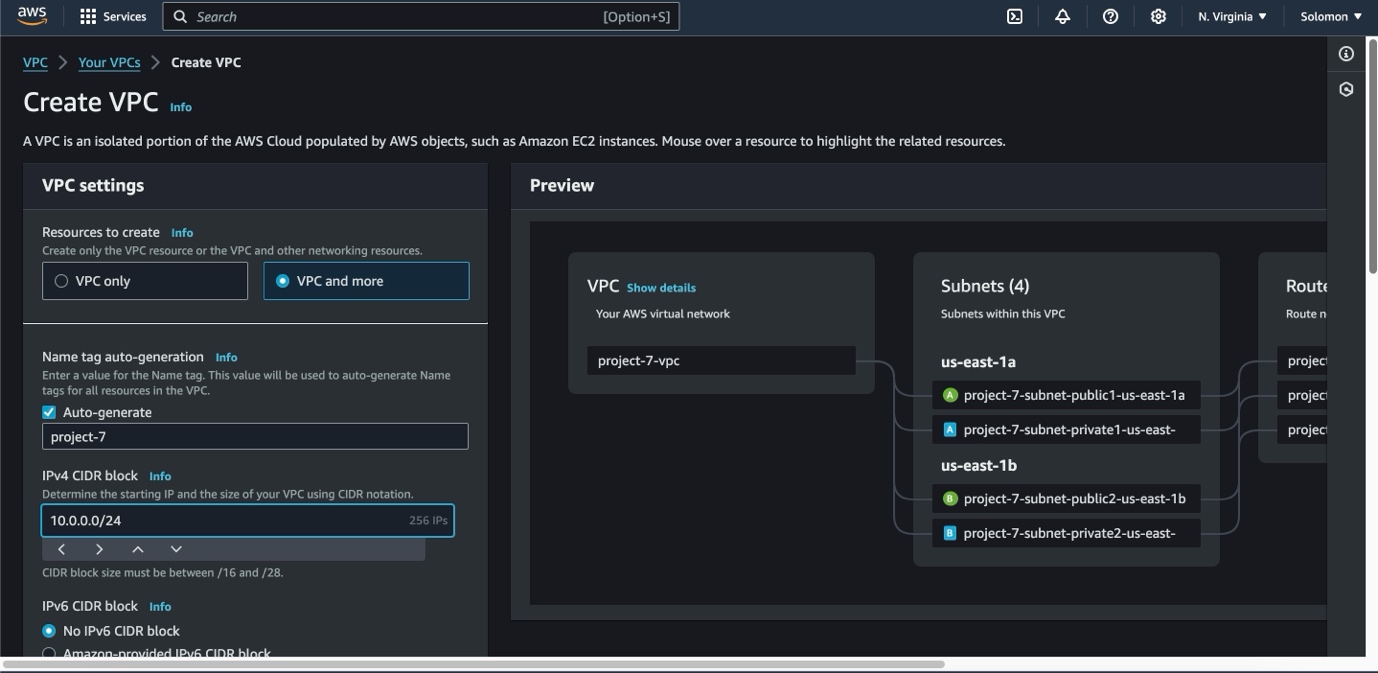 aws
Services
Search
[Option+S]
N. Virginia
Solomon
VPC
Your VPCs
Create VPC
Create VPC Info
A VPC is an isolated portion of the AWS Cloud populated by AWS objects, such as Amazon EC2 instances. Mouse over a resource to highlight the related resources.
VPC settings
Resources to create Info
Create only the VPC resource or the VPC and other networking resources.
VPC only
VPC and more
Name tag auto-generation Info
Enter a value for the Name tag. This value will be used to auto-generate Name
tags for all resources in the VPC.
Auto-generate
project-7
IPv4 CIDR block Info
Determine the starting IP and the size of your VPC using CIDR notation.
10.0.0.0/24
256 IPs
CIDR block size must be between /16 and /28.
IPv6 CIDR block Info
No IPv6 CIDR block
Amazon-provided IPv6 CIDR block
Preview
VPC Show details
Your AWS virtual network
project-7-vpc
Subnets (4)
Subnets within this VPC
us-east-1a
A project-7-subnet-public1-us-east-1a
A project-7-subnet-private1-us-east-
us-east-1b
B project-7-subnet-public2-us-east-1b
B project-7-subnet-private2-us-east-
Route
Route n
project
project
project